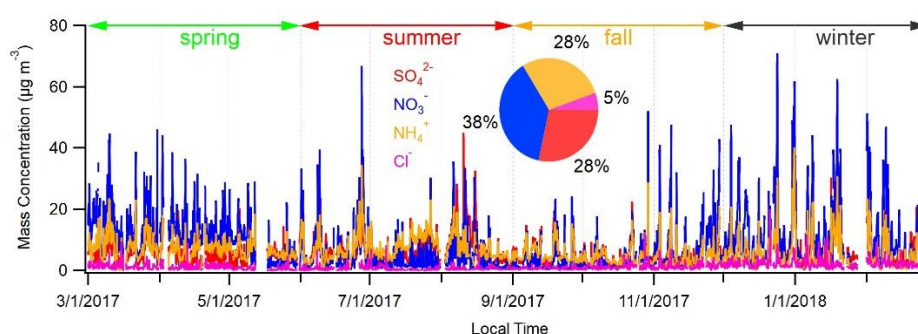 80
60
40
20
0
Mass Concentration (µg m⁻³)
spring
summer
fall
winter
SO₄²⁻
NO₃⁻
NH₄⁺
Cl⁻
28%
5%
38%
28%
3/1/2017
5/1/2017
7/1/2017
9/1/2017
11/1/2017
1/1/2018
Local Time